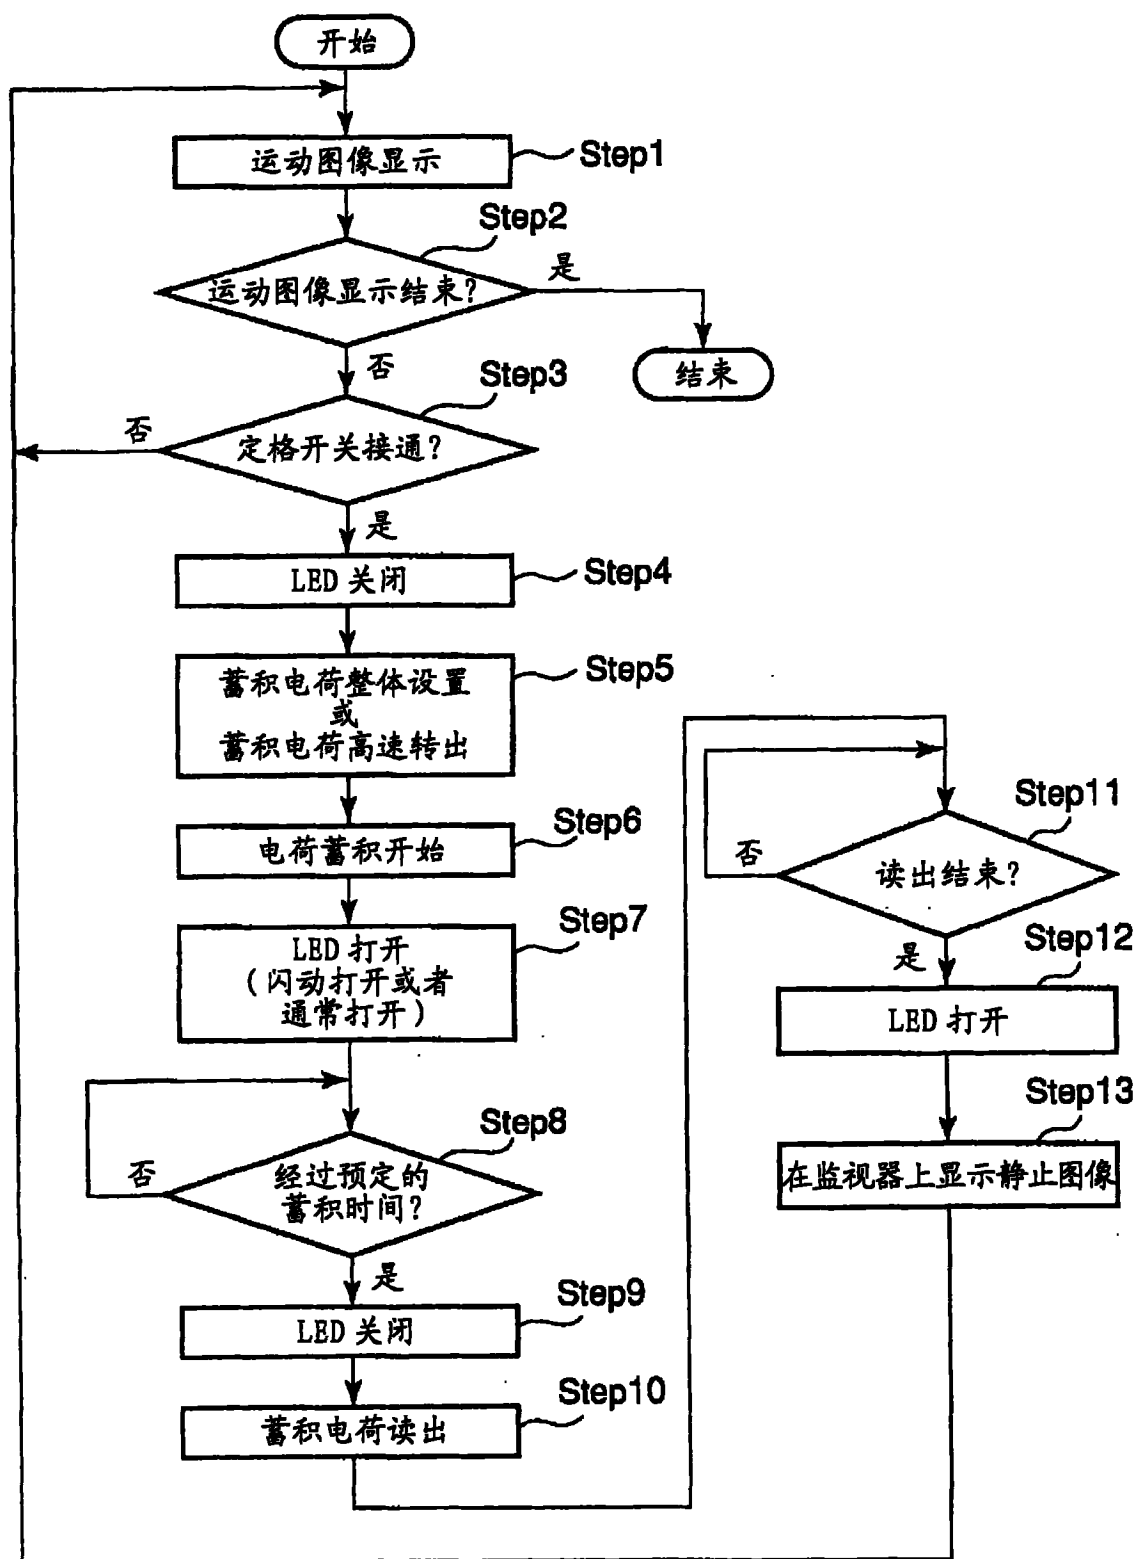 开始
运动图像显示
Step1
Step2
运动图像显示结束?
是
结束
否
Step3
定格开关接通?
否
是
LED 关闭
Step4
蓄积电荷整体设置
或
蓄积电荷高速转出
Step5
电荷蓄积开始
Step6
LED 打开
(闪动打开或者
通常打开)
Step7
Step8
经过预定的
蓄积时间?
否
是
LED 关闭
Step9
蓄积电荷读出
Step10
Step11
读出结束?
否
是
Step12
LED 打开
Step13
在监视器上显示静止图像